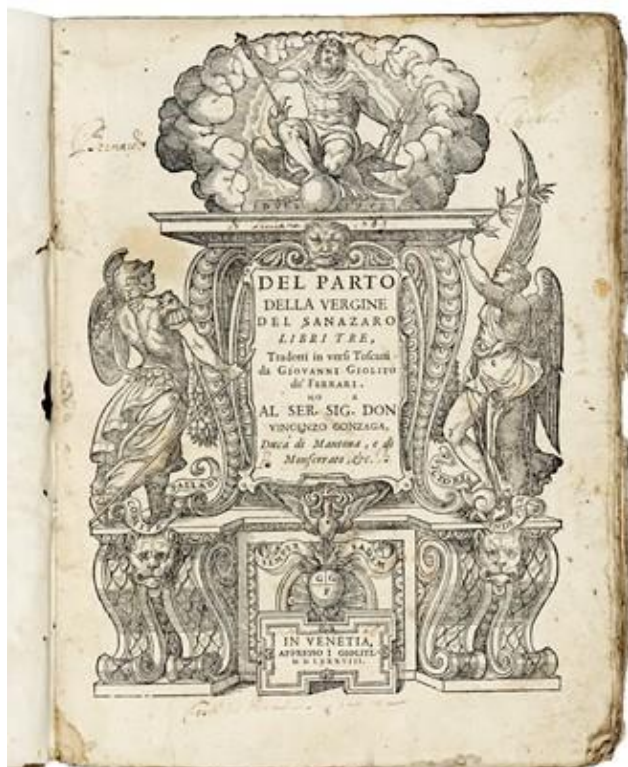 DEL PARTO
DELLA VERGINE
DEL SANAZARO
LIBRI TRE,
Tradotti in versi Toscani
da GIOVANNI GIOLITO
de' FERRARI.
AL SER. SIG. DON
VINCENZO GONZAGA,
Duca di Mantoua, e di
Monferrato, &c.
G G
F
IN VENETIA,
APPRESSO I GIOLITI.
MDLXXXVIII.